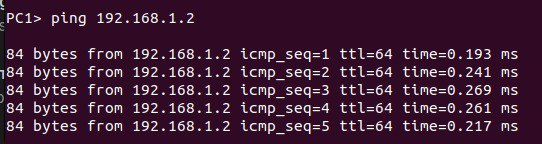 PC1> ping 192.168.1.2
84 bytes from 192.168.1.2 icmp_seq=1 ttl=64 time=0.193 ms
84 bytes from 192.168.1.2 icmp_seq=2 ttl=64 time=0.241 ms
84 bytes from 192.168.1.2 icmp_seq=3 ttl=64 time=0.269 ms
84 bytes from 192.168.1.2 icmp_seq=4 ttl=64 time=0.261 ms
84 bytes from 192.168.1.2 icmp_seq=5 ttl=64 time=0.217 ms